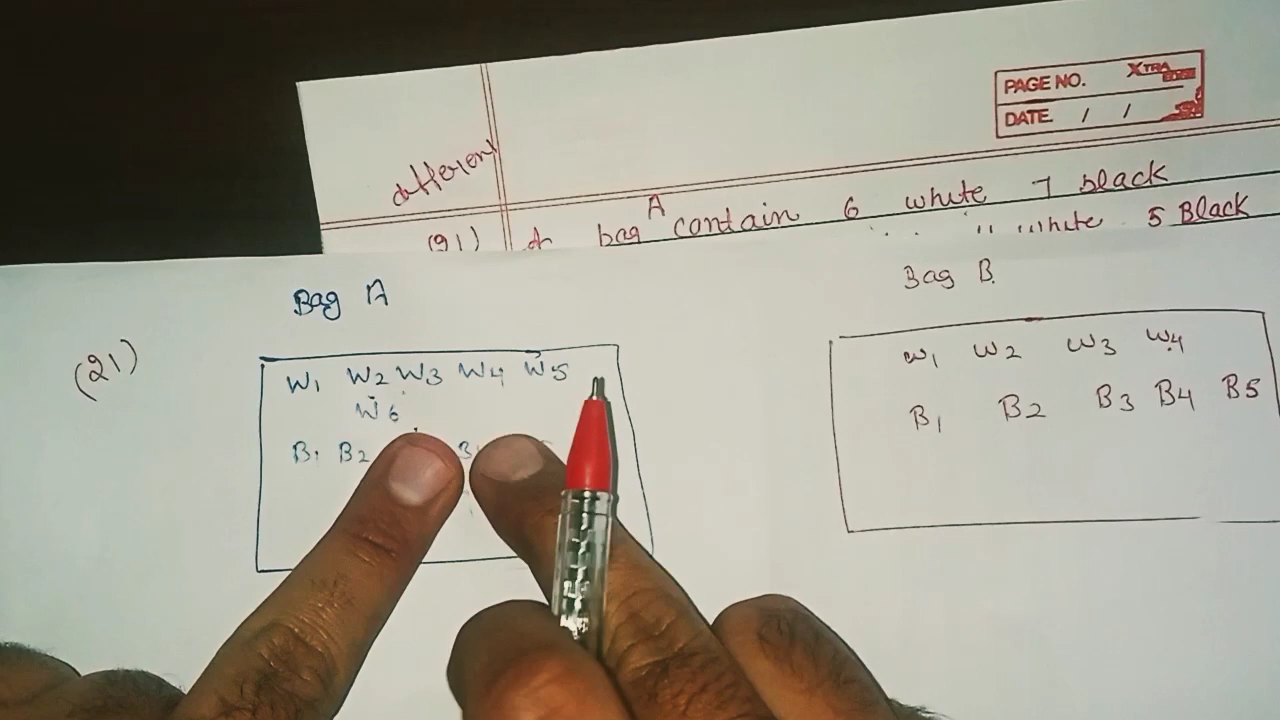 PAGE NO. XTRA
DATE / /
different
A
(91) A bag contain 6 white 7 black
" white 5 Black
Bag A
Bag B.
(21)
W1 W2 W3 W4 W5
W6
B1 B2
W1 W2 W3 W4
B1 B2 B3 B4 B5